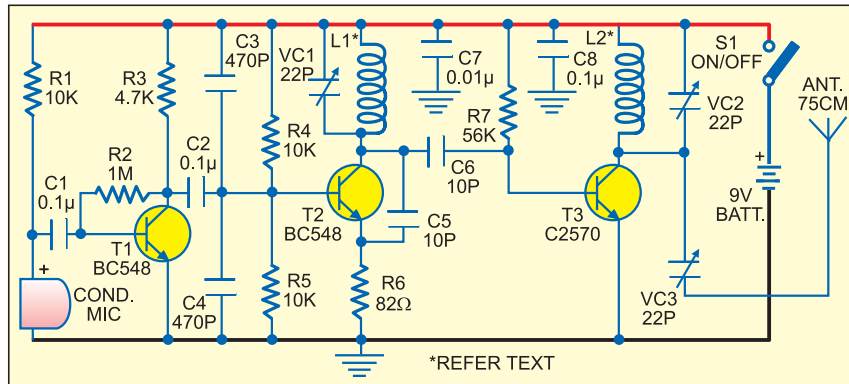 R1
10K
R3
4.7K
C3
470P
VC1
22P
L1*
C7
0.01µ
C8
0.1µ
L2*
S1
ON/OFF
ANT.
75CM
VC2
22P
R7
56K
R4
10K
C2
0.1µ
R2
1M
C1
0.1µ
C6
10P
+
9V
BATT.
T1
BC548
T2
BC548
C5
10P
T3
C2570
+
COND.
MIC
C4
470P
R5
10K
R6
82Ω
VC3
22P
*REFER TEXT